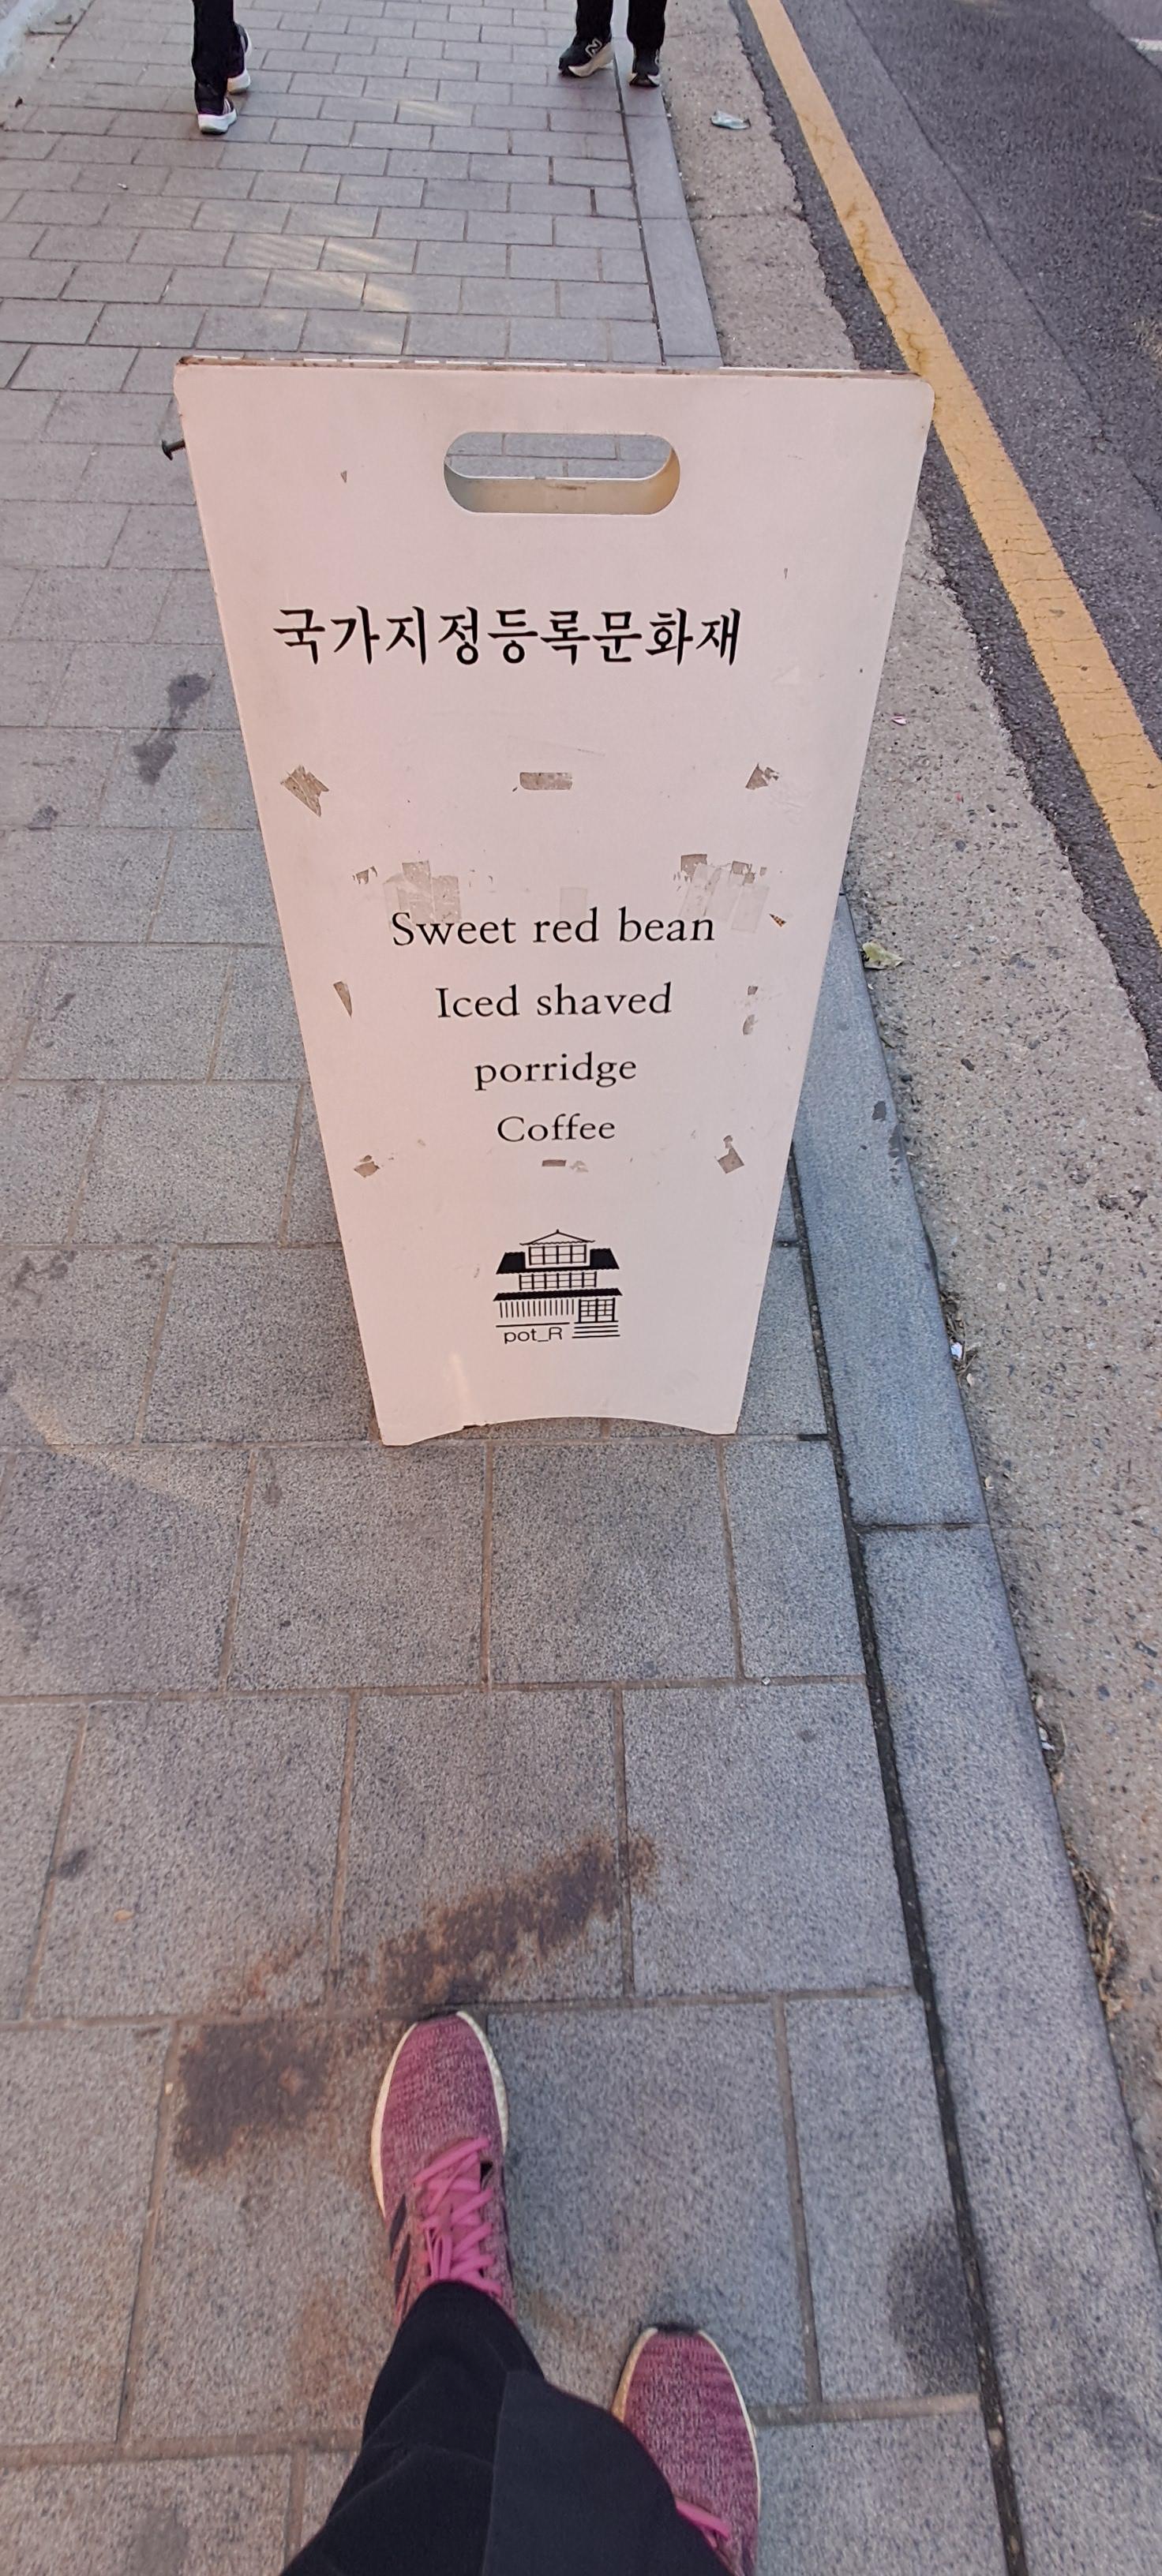 국가지정등록문화재
Sweet red bean
Iced shaved
porridge
Coffee
pot_R
N